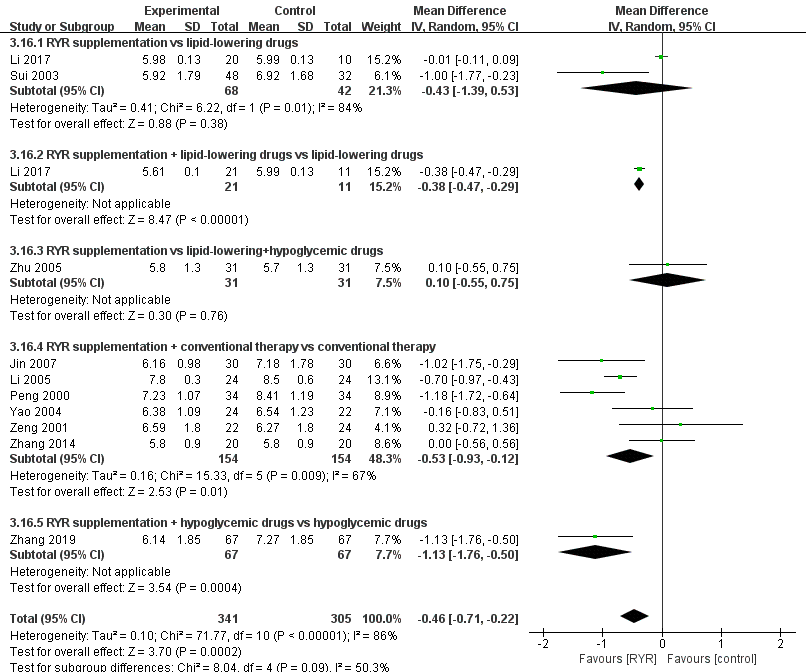 Experimental Control Mean Difference Mean Difference
Study or Subgroup Mean SD Total Mean SD Total Weight IV, Random, 95% CI IV, Random, 95% CI
3.16.1 RYR supplementation vs lipid-lowering drugs
Li 2017 5.98 0.13 20 5.99 0.13 10 15.2% -0.01 [-0.11, 0.09]
Sui 2003 5.92 1.79 48 6.92 1.68 32 6.1% -1.00 [-1.77, -0.23]
Subtotal (95% CI) 68 42 21.3% -0.43 [-1.39, 0.53]
Heterogeneity: Tau² = 0.41; Chi² = 6.22, df = 1 (P = 0.01); I² = 84%
Test for overall effect: Z = 0.88 (P = 0.38)
3.16.2 RYR supplementation + lipid-lowering drugs vs lipid-lowering drugs
Li 2017 5.61 0.1 21 5.99 0.13 11 15.2% -0.38 [-0.47, -0.29]
Subtotal (95% CI) 21 11 15.2% -0.38 [-0.47, -0.29]
Heterogeneity: Not applicable
Test for overall effect: Z = 8.47 (P < 0.00001)
3.16.3 RYR supplementation vs lipid-lowering+hypoglycemic drugs
Zhu 2005 5.8 1.3 31 5.7 1.3 31 7.5% 0.10 [-0.55, 0.75]
Subtotal (95% CI) 31 31 7.5% 0.10 [-0.55, 0.75]
Heterogeneity: Not applicable
Test for overall effect: Z = 0.30 (P = 0.76)
3.16.4 RYR supplementation + conventional therapy vs conventional therapy
Jin 2007 6.16 0.98 30 7.18 1.78 30 6.6% -1.02 [-1.75, -0.29]
Li 2005 7.8 0.3 24 8.5 0.6 24 13.1% -0.70 [-0.97, -0.43]
Peng 2000 7.23 1.07 34 8.41 1.19 34 8.9% -1.18 [-1.72, -0.64]
Yao 2004 6.38 1.09 24 6.54 1.23 22 7.2% -0.16 [-0.83, 0.51]
Zeng 2001 6.59 1.8 22 6.27 1.8 24 4.1% 0.32 [-0.72, 1.36]
Zhang 2014 5.8 0.9 20 5.8 0.9 20 8.5% 0.00 [-0.56, 0.56]
Subtotal (95% CI) 154 154 48.3% -0.53 [-0.93, -0.12]
Heterogeneity: Tau² = 0.16; Chi² = 15.33, df = 5 (P = 0.009); I² = 67%
Test for overall effect: Z = 2.53 (P = 0.01)
3.16.5 RYR supplementation + hypoglycemic drugs vs hypoglycemic drugs
Zhang 2019 6.14 1.85 67 7.27 1.85 67 7.7% -1.13 [-1.76, -0.50]
Subtotal (95% CI) 67 67 7.7% -1.13 [-1.76, -0.50]
Heterogeneity: Not applicable
Test for overall effect: Z = 3.54 (P = 0.0004)
Total (95% CI) 341 305 100.0% -0.46 [-0.71, -0.22]
Heterogeneity: Tau² = 0.10; Chi² = 71.77, df = 10 (P < 0.00001); I² = 86%
Test for overall effect: Z = 3.70 (P = 0.0002)
Test for subgroup differences: Chi² = 8.04, df = 4 (P = 0.09), I² = 50.3%
-2 -1 0 1 2
Favours [RYR] Favours [control]